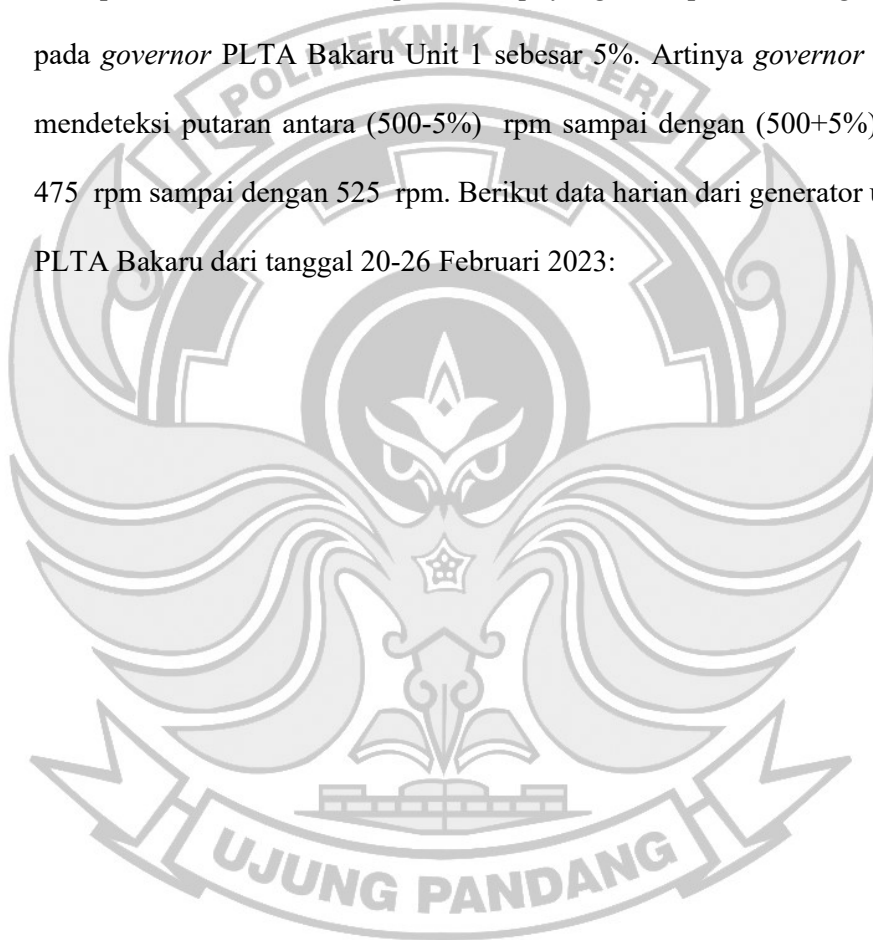 pada governor PLTA Bakaru Unit 1 sebesar 5%. Artinya governor
mendeteksi putaran antara (500-5%) rpm sampai dengan (500+5%)
475 rpm sampai dengan 525 rpm. Berikut data harian dari generator
PLTA Bakaru dari tanggal 20-26 Februari 2023:
POLITEKNIK NEGERI
UJUNG PANDANG